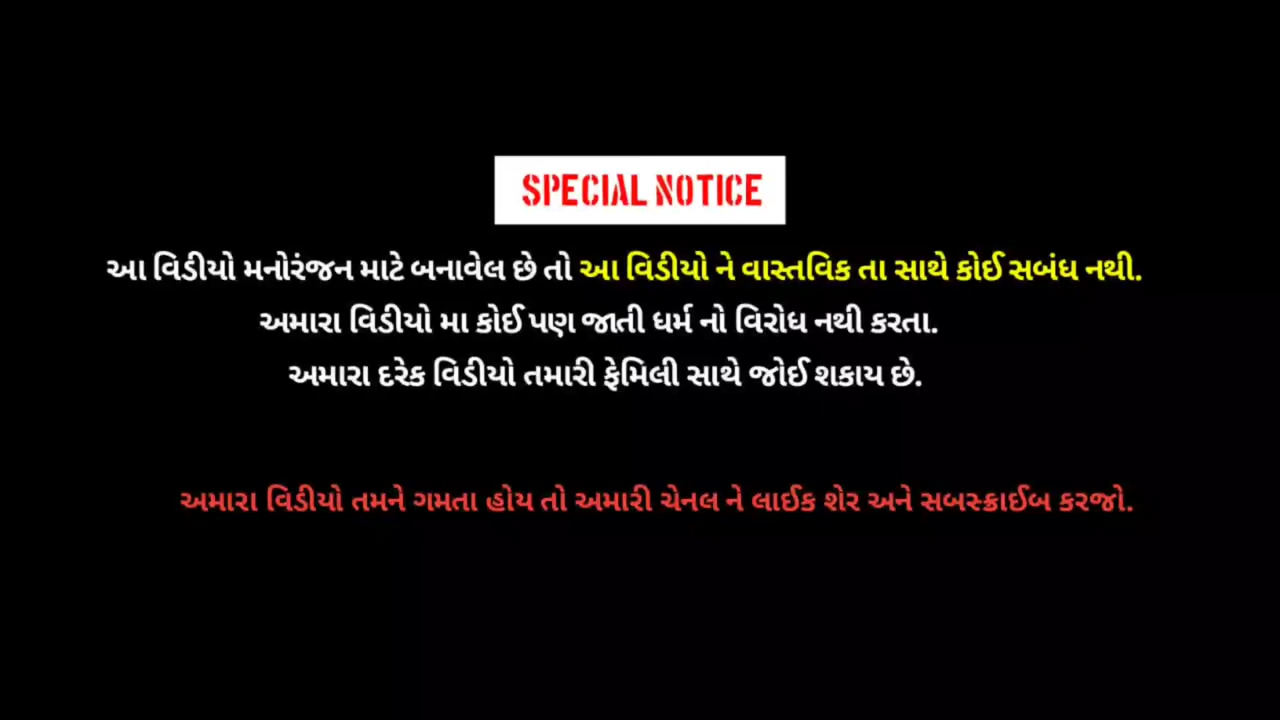 SPECIAL NOTICE
આ વિડીયો મનોરંજન માટે બનાવેલ છે તો આ વિડીયો ને વાસ્તવિક તા સાથે કોઈ સબંધ નથી.
અમારા વિડીયો મા કોઈ પણ જાતી ધર્મ નો વિરોધ નથી કરતા.
અમારા દરેક વિડીયો તમારી ફેમિલી સાથે જોઈ શકાય છે.
અમારા વિડીયો તમને ગમતા હોય તો અમારી ચેનલ ને લાઈક શેર અને સબસ્ક્રાઈબ કરજો.